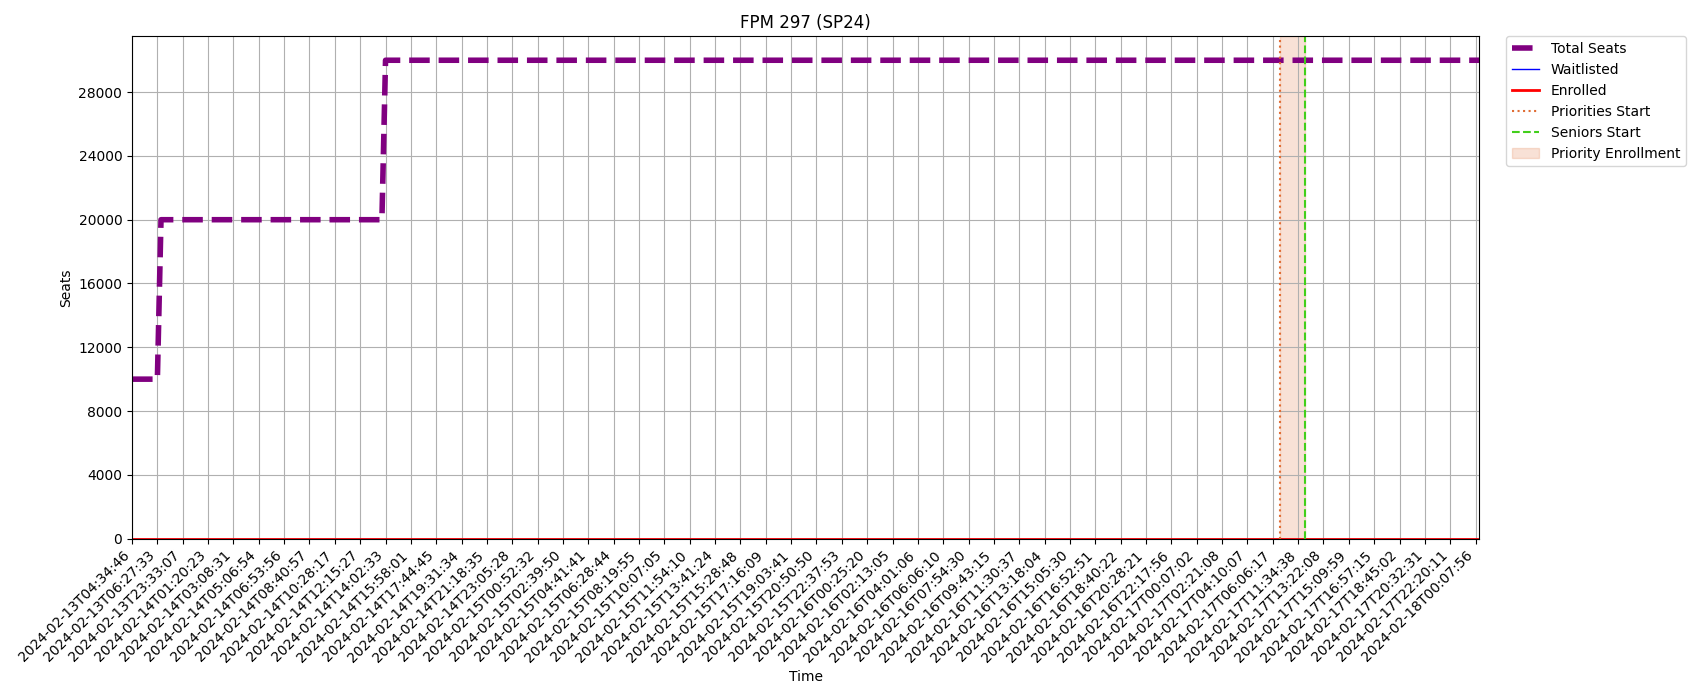 FPM 297 (SP24)
Total Seats
Waitlisted
Enrolled
Priorities Start
Seniors Start
Priority Enrollment
Seats
28000
24000
20000
16000
12000
8000
4000
0
2024-02-13T04:34:46
2024-02-13T06:27:33
2024-02-13T23:33:07
2024-02-14T01:20:23
2024-02-14T03:08:31
2024-02-14T05:06:54
2024-02-14T06:53:56
2024-02-14T08:40:57
2024-02-14T10:28:17
2024-02-14T12:15:27
2024-02-14T14:02:33
2024-02-14T15:58:01
2024-02-14T17:44:45
2024-02-14T19:31:34
2024-02-14T21:18:35
2024-02-14T23:05:28
2024-02-15T00:52:32
2024-02-15T02:39:50
2024-02-15T04:41:41
2024-02-15T06:28:44
2024-02-15T08:19:55
2024-02-15T10:07:05
2024-02-15T11:54:10
2024-02-15T13:41:24
2024-02-15T15:28:48
2024-02-15T17:16:09
2024-02-15T19:03:41
2024-02-15T20:50:50
2024-02-15T22:37:53
2024-02-16T00:25:20
2024-02-16T02:13:05
2024-02-16T04:01:06
2024-02-16T06:06:10
2024-02-16T07:54:30
2024-02-16T09:43:15
2024-02-16T11:30:37
2024-02-16T13:18:04
2024-02-16T15:05:30
2024-02-16T16:52:51
2024-02-16T18:40:22
2024-02-16T20:28:21
2024-02-16T22:17:56
2024-02-17T00:07:02
2024-02-17T02:21:08
2024-02-17T04:10:07
2024-02-17T06:06:17
2024-02-17T11:34:38
2024-02-17T13:22:08
2024-02-17T15:09:59
2024-02-17T16:57:15
2024-02-17T18:45:02
2024-02-17T20:32:31
2024-02-17T22:20:11
2024-02-18T00:07:56
Time